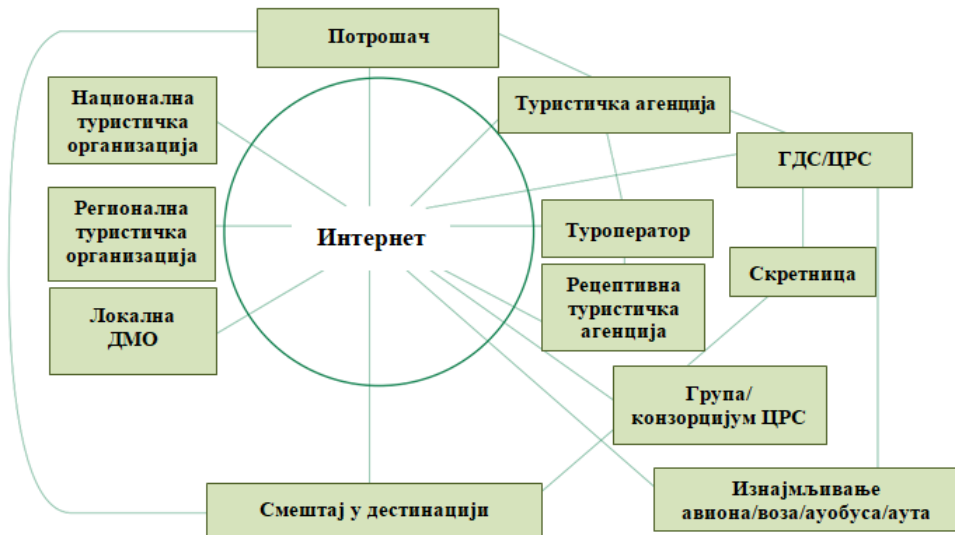 Потрошач
Национална
туристичка
организација
Туристичка агенција
ГДС/ЦРС
Регионална
туристичка
организација
Интернет
Туроператор
Скретница
Рецептивна
туристичка
агенција
Локална
ДМО
Група/
конзорцијум ЦРС
Смештај у дестинацији
Изнајмљивање
авиона/воза/ауобуса/аута